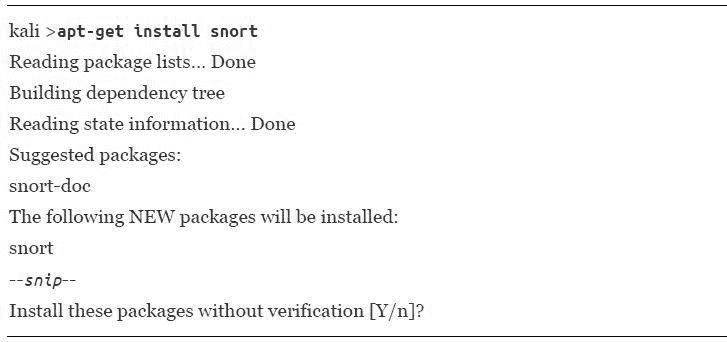 kali >apt-get install snort
Reading package lists... Done
Building dependency tree
Reading state information... Done
Suggested packages:
snort-doc
The following NEW packages will be installed:
snort
--snip--
Install these packages without verification [Y/n]?